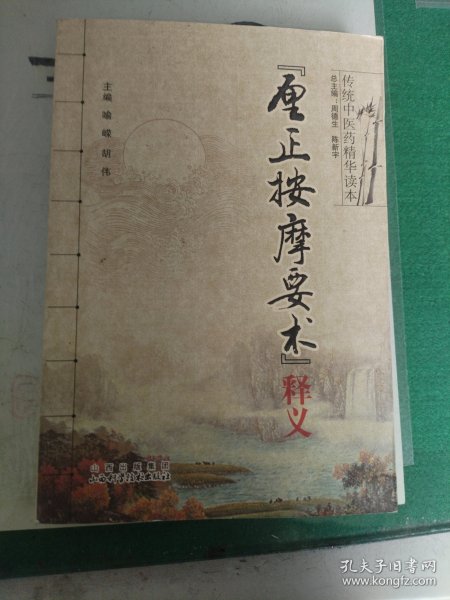 传统中医药精华读本
总主编：周德生 陈新宇
『厘正按摩要术』
释义
主编 喻嵘 胡伟
山西出版集团
山西科学技术出版社
孔夫子旧书网
www.kongfz.com